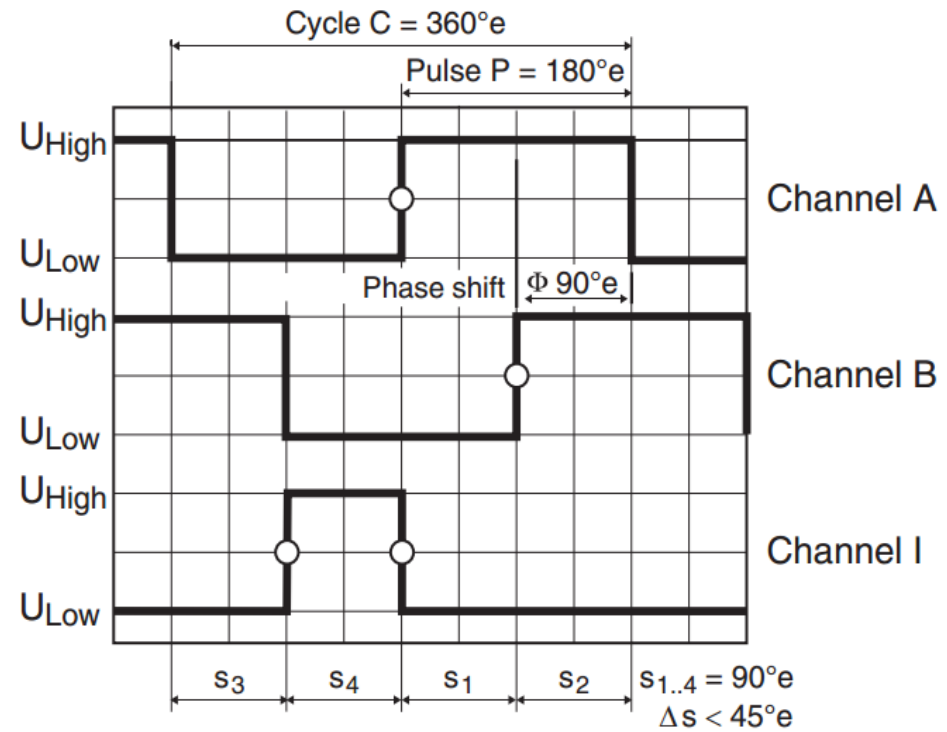 Cycle C = 360°e
Pulse P = 180°e
UHigh
Channel A
ULow
Phase shift Φ 90°e
UHigh
Channel B
ULow
UHigh
Channel I
ULow
s3 s4 s1 s2 s1..4 = 90°e
Δs < 45°e